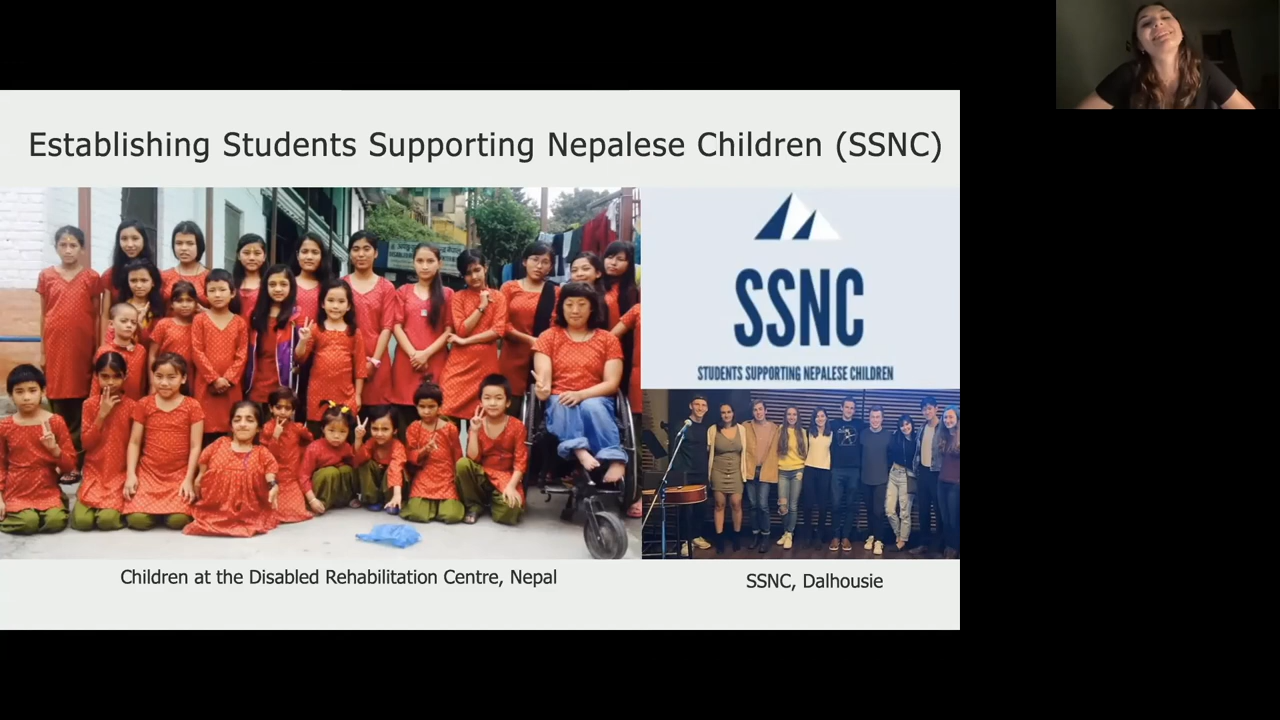 Establishing Students Supporting Nepalese Children (SSNC)
SSNC
STUDENTS SUPPORTING NEPALESE CHILDREN
Children at the Disabled Rehabilitation Centre, Nepal
SSNC, Dalhousie